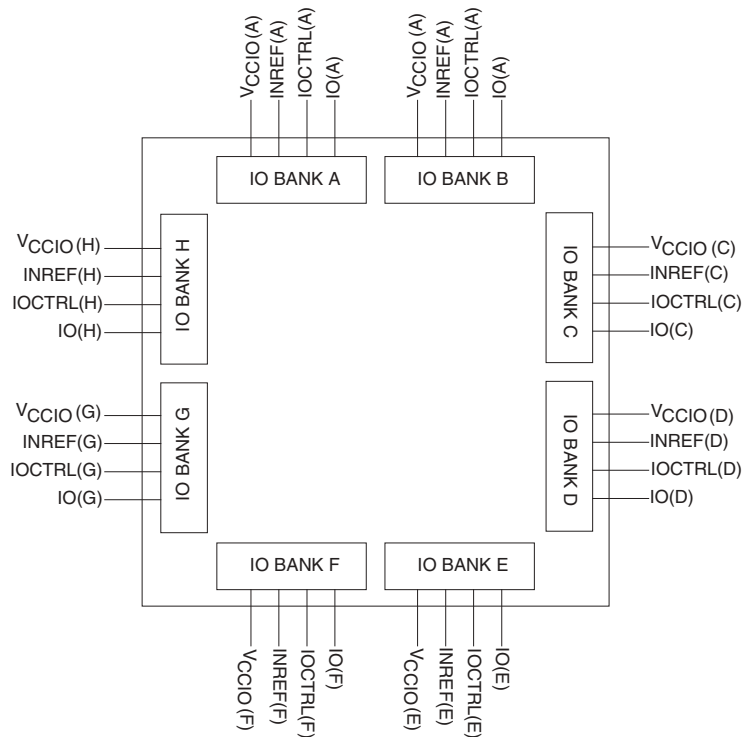 VCCIO(A)
INREF(A)
IOCTRL(A)
IO(A)
VCCIO(A)
INREF(A)
IOCTRL(A)
IO(A)
IO BANK A
IO BANK B
VCCIO(H)
INREF(H)
IOCTRL(H)
IO(H)
IO BANK H
IO BANK C
VCCIO(C)
INREF(C)
IOCTRL(C)
IO(C)
VCCIO(G)
INREF(G)
IOCTRL(G)
IO(G)
IO BANK G
IO BANK D
VCCIO(D)
INREF(D)
IOCTRL(D)
IO(D)
IO BANK F
IO BANK E
VCCIO(F)
INREF(F)
IOCTRL(F)
IO(F)
VCCIO(E)
INREF(E)
IOCTRL(E)
IO(E)